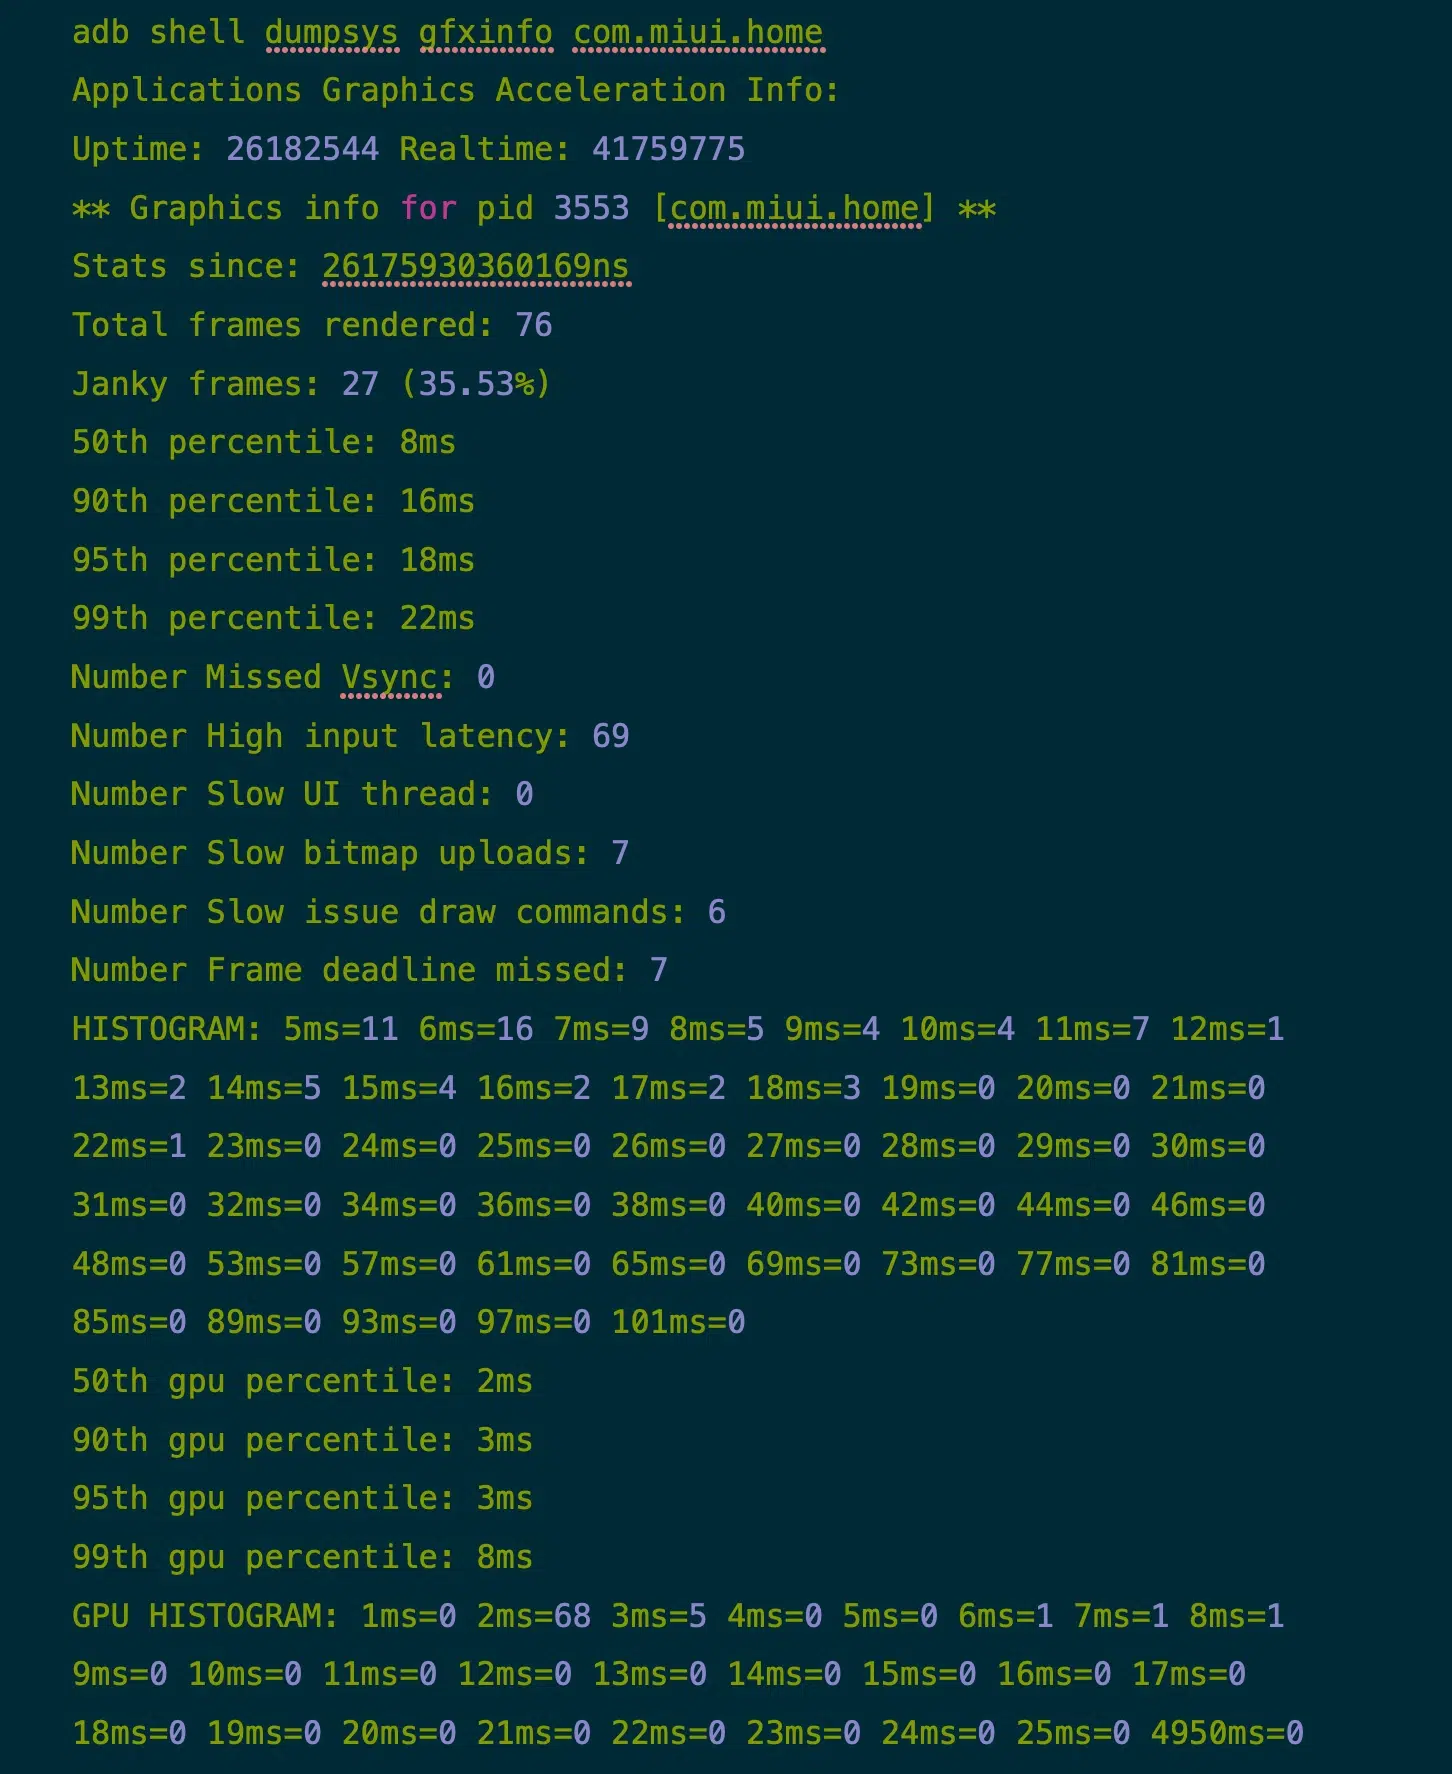 adb shell dumpsys gfxinfo com.miui.home
Applications Graphics Acceleration Info:
Uptime: 26182544 Realtime: 41759775
** Graphics info for pid 3553 [com.miui.home] **
Stats since: 26175930360169ns
Total frames rendered: 76
Janky frames: 27 (35.53%)
50th percentile: 8ms
90th percentile: 16ms
95th percentile: 18ms
99th percentile: 22ms
Number Missed Vsync: 0
Number High input latency: 69
Number Slow UI thread: 0
Number Slow bitmap uploads: 7
Number Slow issue draw commands: 6
Number Frame deadline missed: 7
HISTOGRAM: 5ms=11 6ms=16 7ms=9 8ms=5 9ms=4 10ms=4 11ms=7 12ms=1
13ms=2 14ms=5 15ms=4 16ms=2 17ms=2 18ms=3 19ms=0 20ms=0 21ms=0
22ms=1 23ms=0 24ms=0 25ms=0 26ms=0 27ms=0 28ms=0 29ms=0 30ms=0
31ms=0 32ms=0 34ms=0 36ms=0 38ms=0 40ms=0 42ms=0 44ms=0 46ms=0
48ms=0 53ms=0 57ms=0 61ms=0 65ms=0 69ms=0 73ms=0 77ms=0 81ms=0
85ms=0 89ms=0 93ms=0 97ms=0 101ms=0
50th gpu percentile: 2ms
90th gpu percentile: 3ms
95th gpu percentile: 3ms
99th gpu percentile: 8ms
GPU HISTOGRAM: 1ms=0 2ms=68 3ms=5 4ms=0 5ms=0 6ms=1 7ms=1 8ms=1
9ms=0 10ms=0 11ms=0 12ms=0 13ms=0 14ms=0 15ms=0 16ms=0 17ms=0
18ms=0 19ms=0 20ms=0 21ms=0 22ms=0 23ms=0 24ms=0 25ms=0 4950ms=0